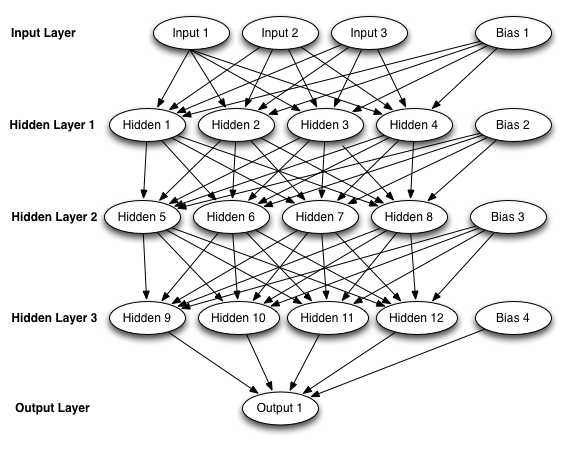 Input Layer Input 1 Input 2 Input 3 Bias 1
Hidden Layer 1 Hidden 1 Hidden 2 Hidden 3 Hidden 4 Bias 2
Hidden Layer 2 Hidden 5 Hidden 6 Hidden 7 Hidden 8 Bias 3
Hidden Layer 3 Hidden 9 Hidden 10 Hidden 11 Hidden 12 Bias 4
Output Layer Output 1